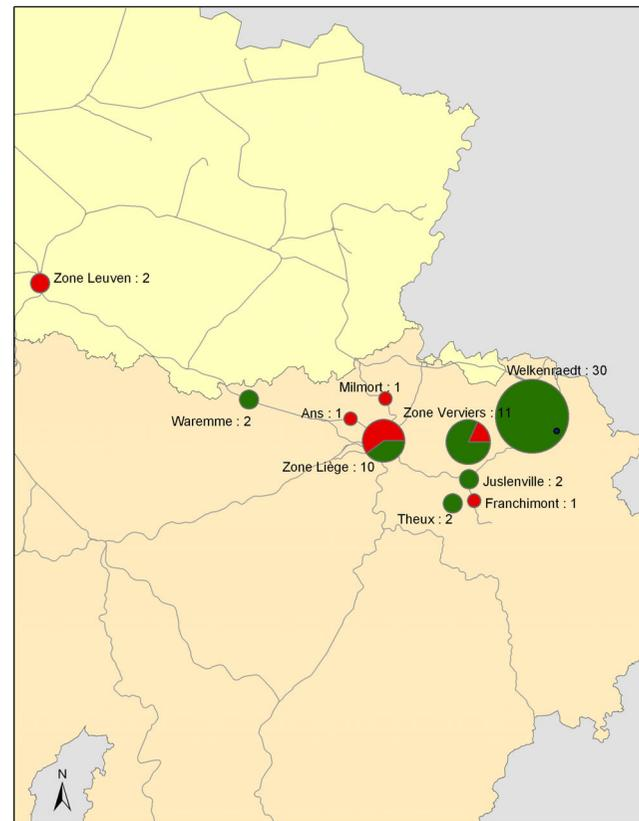 Zone Leuven : 2
Welkenraedt : 30
Milmort : 1
Ans : 1
Zone Verviers : 11
Waremme : 2
Zone Liège : 10
Juslenville : 2
Franchimont : 1
Theux : 2
N